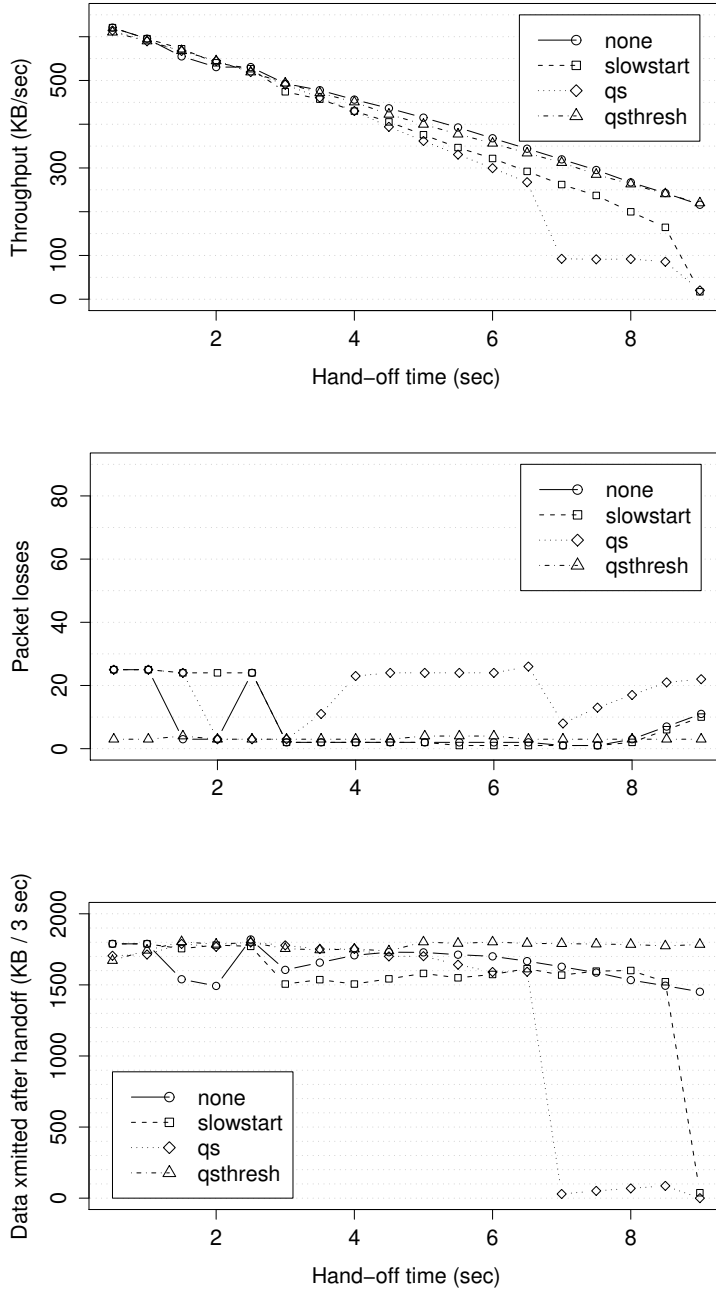 Throughput (KB/sec)
500
300
100
0
none
slowstart
qs
qsthresh
2 4 6 8
Hand−off time (sec)
Packet losses
80
60
40
20
0
none
slowstart
qs
qsthresh
2 4 6 8
Data xmitted after handoff (KB / 3 sec)
2000
1500
1000
500
0
none
slowstart
qs
qsthresh
2 4 6 8
Hand−off time (sec)